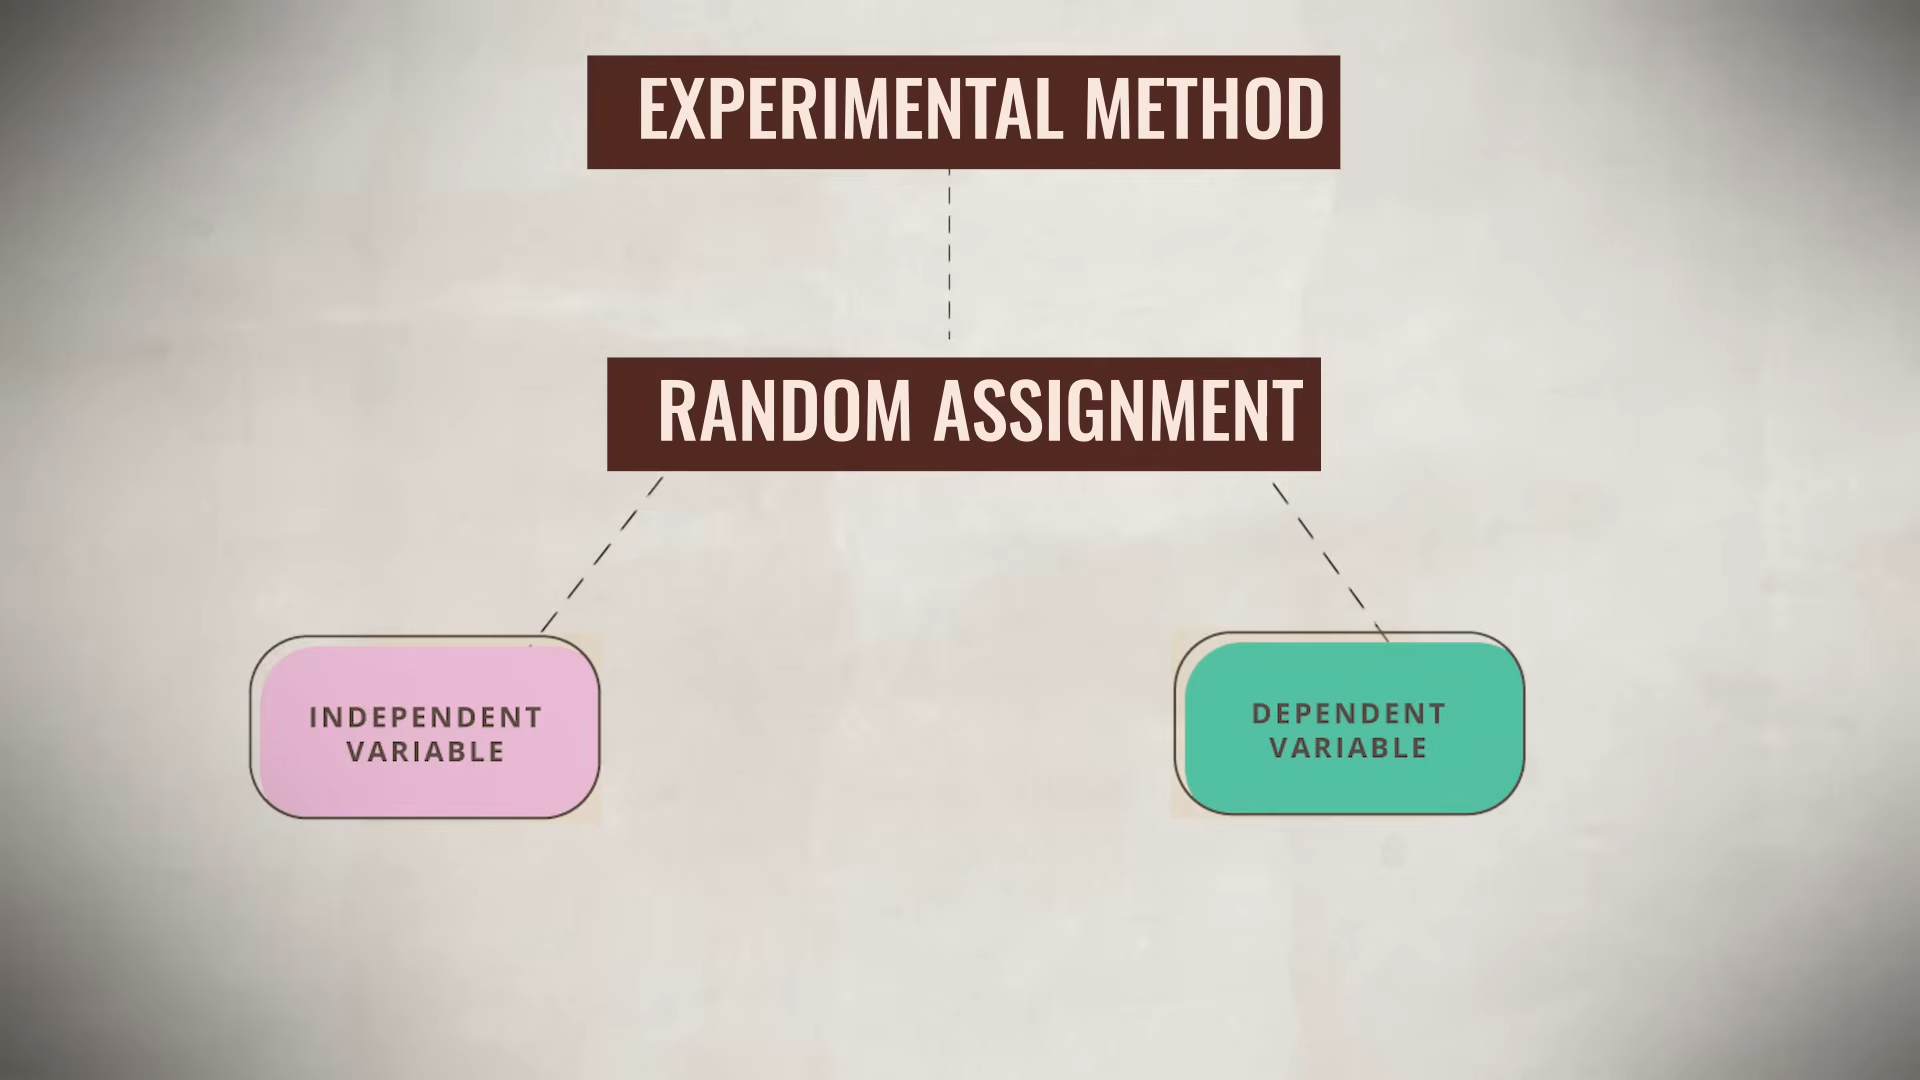 EXPERIMENTAL METHOD
RANDOM ASSIGNMENT
INDEPENDENT
VARIABLE
DEPENDENT
VARIABLE